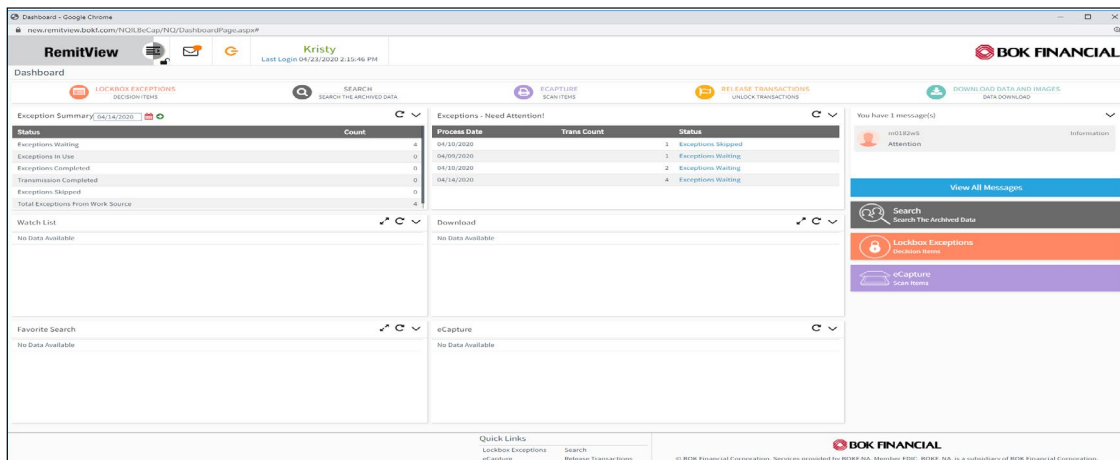 Dashboard - Google Chrome
new.remitview.bokf.com/NQILBeCap/NQ/DashboardPage.aspx#
RemitView
Kristy
Last Login 04/23/2020 2:15:46 PM
BOK FINANCIAL
Dashboard
LOCKBOX EXCEPTIONS
DECISION ITEMS
SEARCH
SEARCH THE ARCHIVED DATA
ECAPTURE
SCAN ITEMS
RELEASE TRANSACTIONS
UNLOCK TRANSACTIONS
DOWNLOAD DATA AND IMAGES
DATA DOWNLOAD
Exception Summary 04/14/2020
Status Count
Exceptions Waiting 4
Exceptions In Use 0
Exceptions Completed 0
Transmission Completed 0
Exceptions Skipped 0
Total Exceptions From Work Source 4
Exceptions - Need Attention!
Process Date Trans Count Status
04/10/2020 1 Exceptions Skipped
04/09/2020 1 Exceptions Waiting
04/10/2020 2 Exceptions Waiting
04/14/2020 4 Exceptions Waiting
You have 1 message(s)
m0182w5 Information
Attention
View All Messages
Search
Search The Archived Data
Lockbox Exceptions
Decision Items
eCapture
Scan Items
Watch List
No Data Available
Download
No Data Available
Favorite Search
No Data Available
eCapture
No Data Available
Quick Links
Lockbox Exceptions Search
eCapture Release Transactions
BOK FINANCIAL
© BOK Financial Corporation. Services provided by BOKF, NA. Member FDIC. BOKF, NA. is a subsidiary of BOK Financial Corporation.